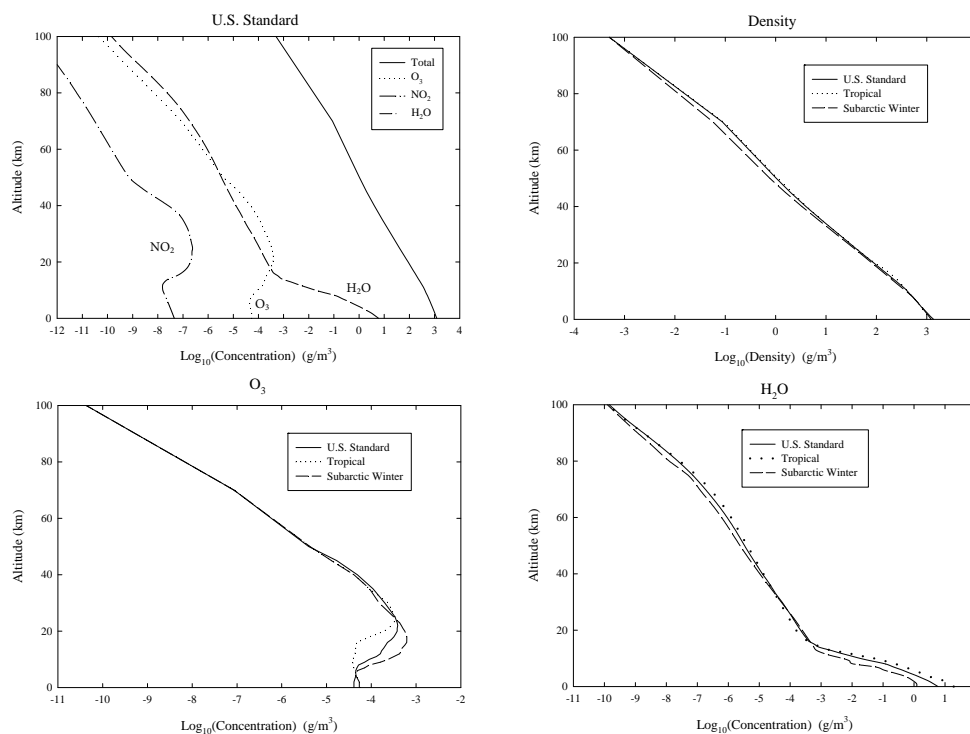 U.S. Standard
100
80
60
40
20
0
Altitude (km)
Total
O3
NO2
H2O
NO2
H2O
O3
-12 -11 -10 -9 -8 -7 -6 -5 -4 -3 -2 -1 0 1 2 3 4
Log10(Concentration) (g/m3)
Density
100
80
60
40
20
0
Altitude (km)
U.S. Standard
Tropical
Subarctic Winter
-4 -3 -2 -1 0 1 2 3 4
Log10(Density) (g/m3)
O3
100
80
60
40
20
0
Altitude (km)
U.S. Standard
Tropical
Subarctic Winter
-11 -10 -9 -8 -7 -6 -5 -4 -3 -2
Log10(Concentration) (g/m3)
H2O
100
80
60
40
20
0
Altitude (km)
U.S. Standard
Tropical
Subarctic Winter
-11 -10 -9 -8 -7 -6 -5 -4 -3 -2 -1 0 1 2
Log10(Concentration) (g/m3)